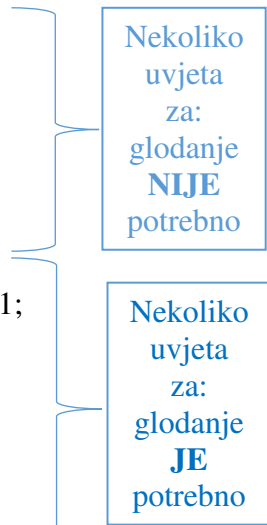 Nekoliko
uvjeta
za:
glodanje
NIJE
potrebno
1;
Nekoliko
uvjeta
za:
glodanje
JE
potrebno